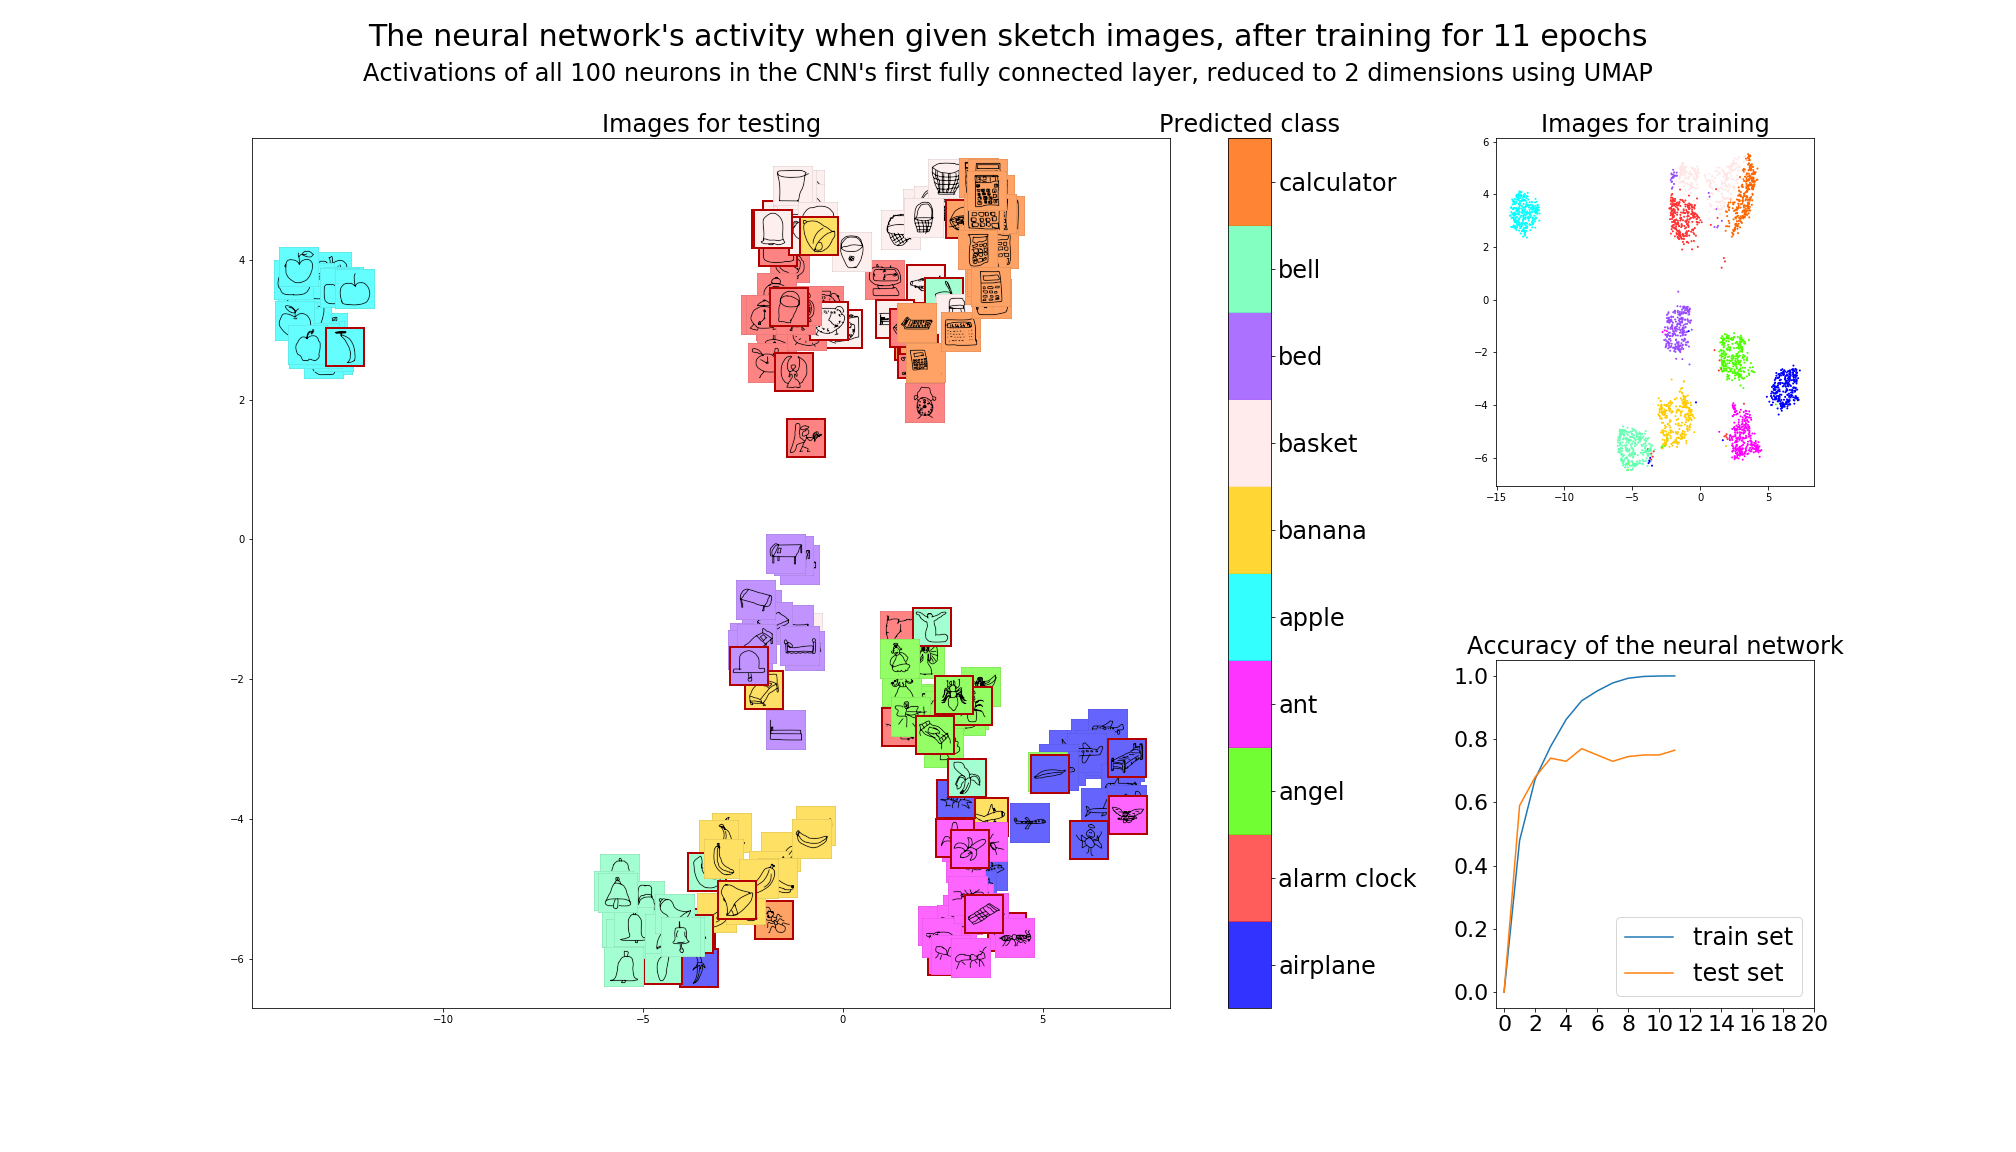 The neural network's activity when given sketch images, after training for 11 epochs
Activations of all 100 neurons in the CNN's first fully connected layer, reduced to 2 dimensions using UMAP
Images for testing
4
2
0
−2
−4
−6
−10
−5
0
5
Predicted class
calculator
bell
bed
basket
banana
apple
ant
angel
alarm clock
airplane
Images for training
6
4
2
0
−2
−4
−6
−15
−10
−5
0
5
Accuracy of the neural network
1.0
0.8
0.6
0.4
0.2
0.0
train set
test set
0 2 4 6 8 10 12 14 16 18 20